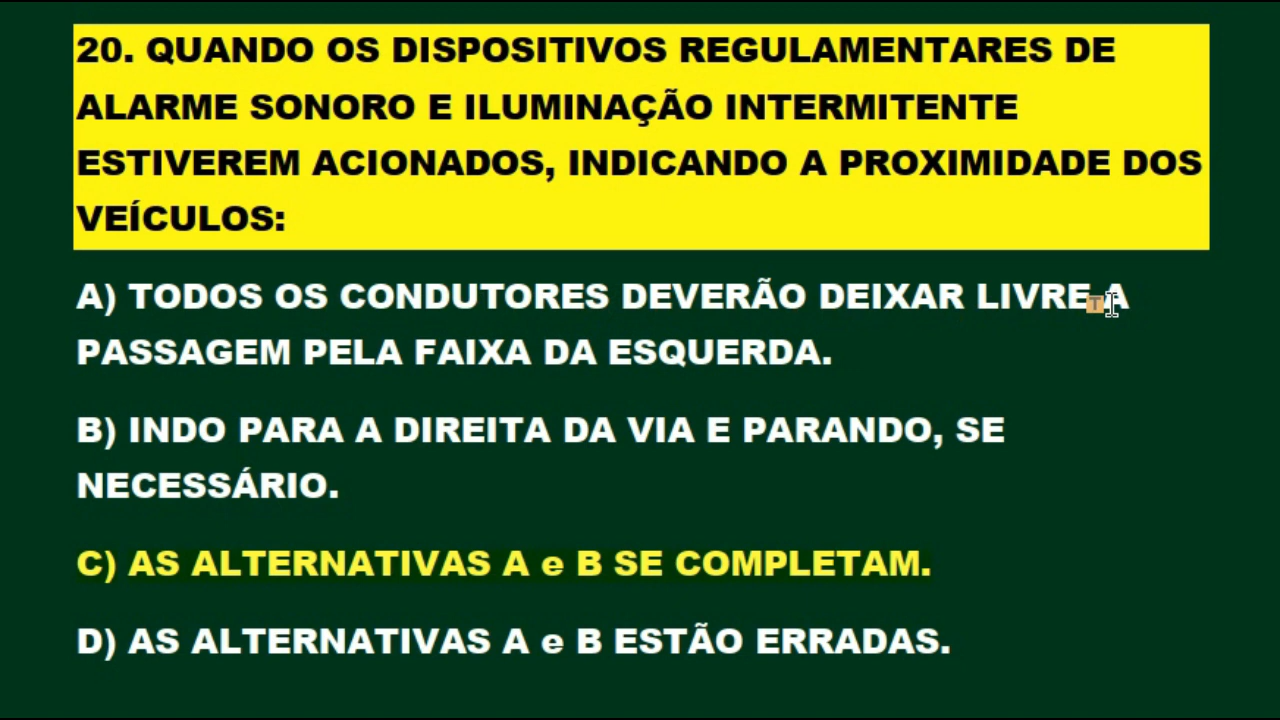 20. QUANDO OS DISPOSITIVOS REGULAMENTARES DE
ALARME SONORO E ILUMINAÇÃO INTERMITENTE
ESTIVEREM ACIONADOS, INDICANDO A PROXIMIDADE DOS
VEÍCULOS:
A) TODOS OS CONDUTORES DEVERÃO DEIXAR LIVRE A
PASSAGEM PELA FAIXA DA ESQUERDA.
B) INDO PARA A DIREITA DA VIA E PARANDO, SE
NECESSÁRIO.
C) AS ALTERNATIVAS A e B SE COMPLETAM.
D) AS ALTERNATIVAS A e B ESTÃO ERRADAS.